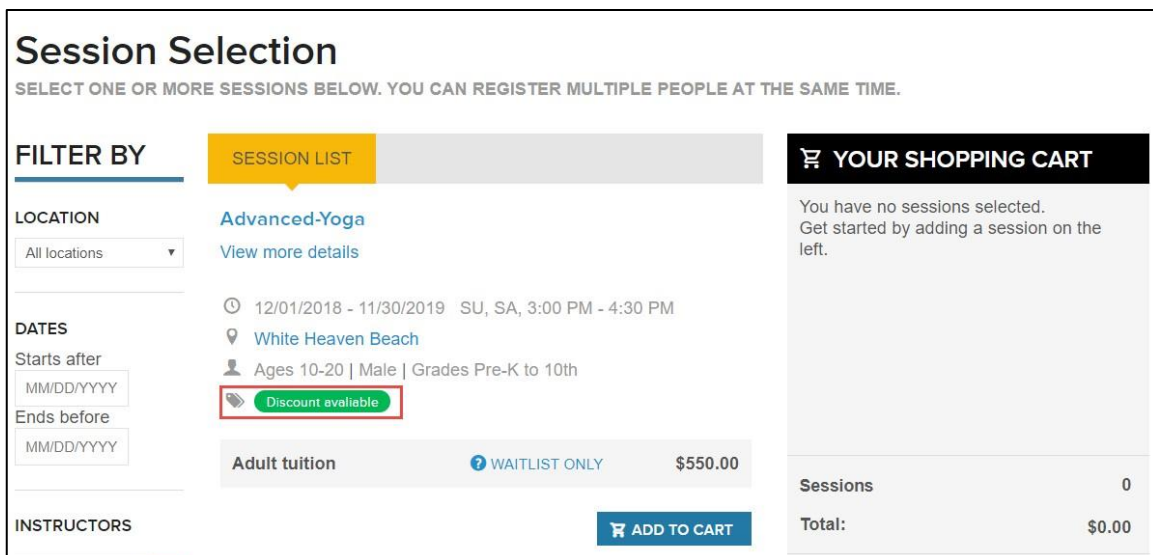 Session Selection
SELECT ONE OR MORE SESSIONS BELOW. YOU CAN REGISTER MULTIPLE PEOPLE AT THE SAME TIME.
FILTER BY
LOCATION
All locations
DATES
Starts after
MM/DD/YYYY
Ends before
MM/DD/YYYY
INSTRUCTORS
SESSION LIST
Advanced-Yoga
View more details
12/01/2018 - 11/30/2019 SU, SA, 3:00 PM - 4:30 PM
White Heaven Beach
Ages 10-20 | Male | Grades Pre-K to 10th
Discount avaliable
Adult tuition ? WAITLIST ONLY $550.00
ADD TO CART
YOUR SHOPPING CART
You have no sessions selected.
Get started by adding a session on the
left.
Sessions 0
Total: $0.00